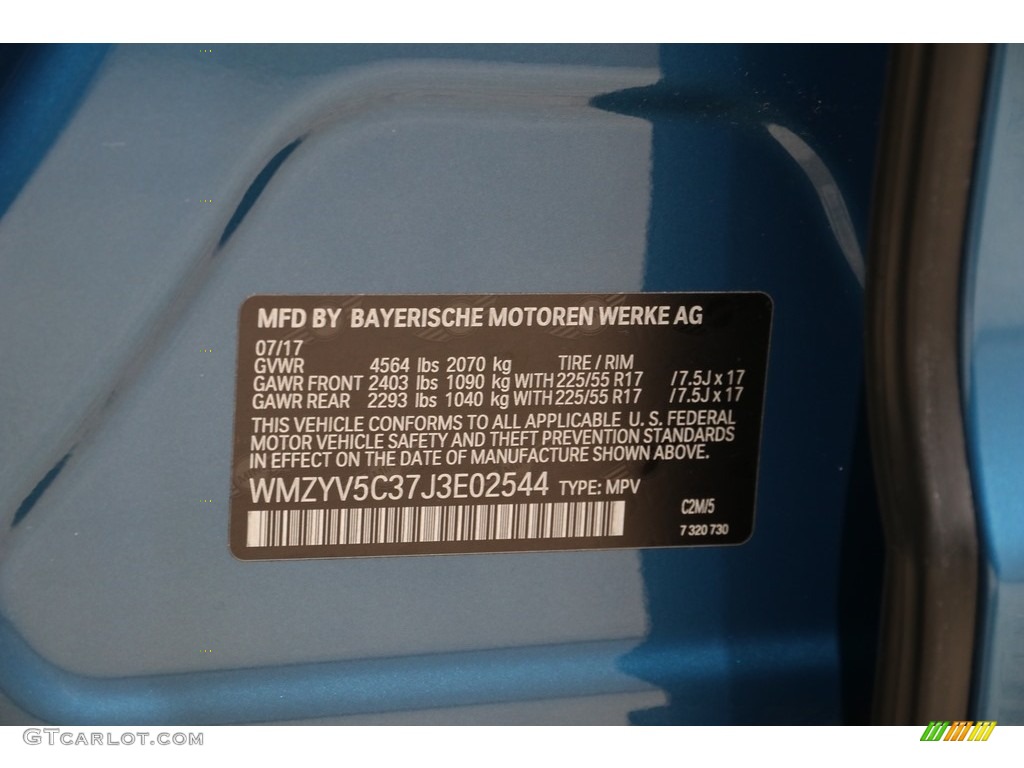 MFD BY BAYERISCHE MOTOREN WERKE AG
07/17
GVWR 4564 lbs 2070 kg TIRE / RIM
GAWR FRONT 2403 lbs 1090 kg WITH 225/55 R17 /7.5J x 17
GAWR REAR 2293 lbs 1040 kg WITH 225/55 R17 /7.5J x 17
THIS VEHICLE CONFORMS TO ALL APPLICABLE U. S. FEDERAL
MOTOR VEHICLE SAFETY AND THEFT PREVENTION STANDARDS
IN EFFECT ON THE DATE OF MANUFACTURE SHOWN ABOVE.
WMZYV5C37J3E02544 TYPE: MPV
C2M/5
7 320 730
GTCarlot.com